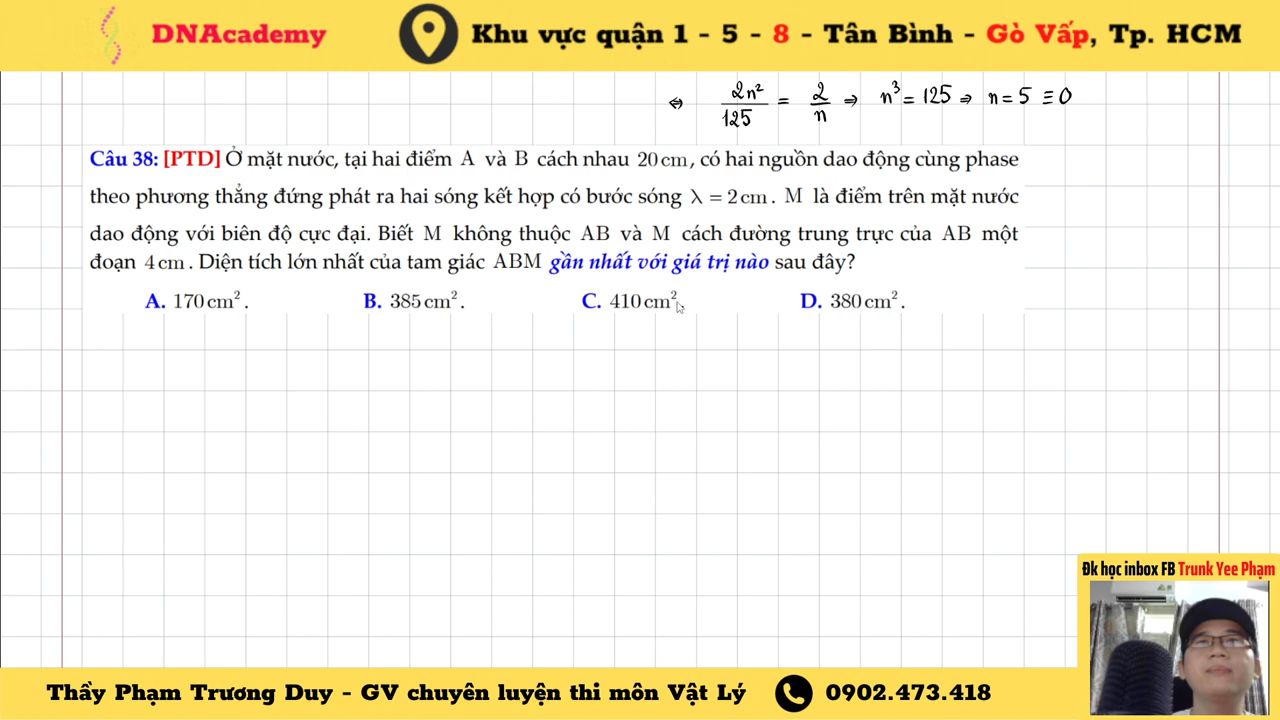 DNAcademy
Khu vực quận 1 - 5 - 8 - Tân Bình - Gò Vấp, Tp. HCM
⇔ 2n²/125 = 2/n ⇒ n³ = 125 ⇒ n = 5 ≡ O
Câu 38: [PTD] Ở mặt nước, tại hai điểm A và B cách nhau 20 cm, có hai nguồn dao động cùng phase
theo phương thẳng đứng phát ra hai sóng kết hợp có bước sóng λ = 2 cm. M là điểm trên mặt nước
dao động với biên độ cực đại. Biết M không thuộc AB và M cách đường trung trực của AB một
đoạn 4 cm. Diện tích lớn nhất của tam giác ABM gần nhất với giá trị nào sau đây?
A. 170 cm². B. 385 cm². C. 410 cm². D. 380 cm².
Đk học inbox FB Trunk Yee Phạm
Thầy Phạm Trương Duy - GV chuyên luyện thi môn Vật Lý 0902.473.418